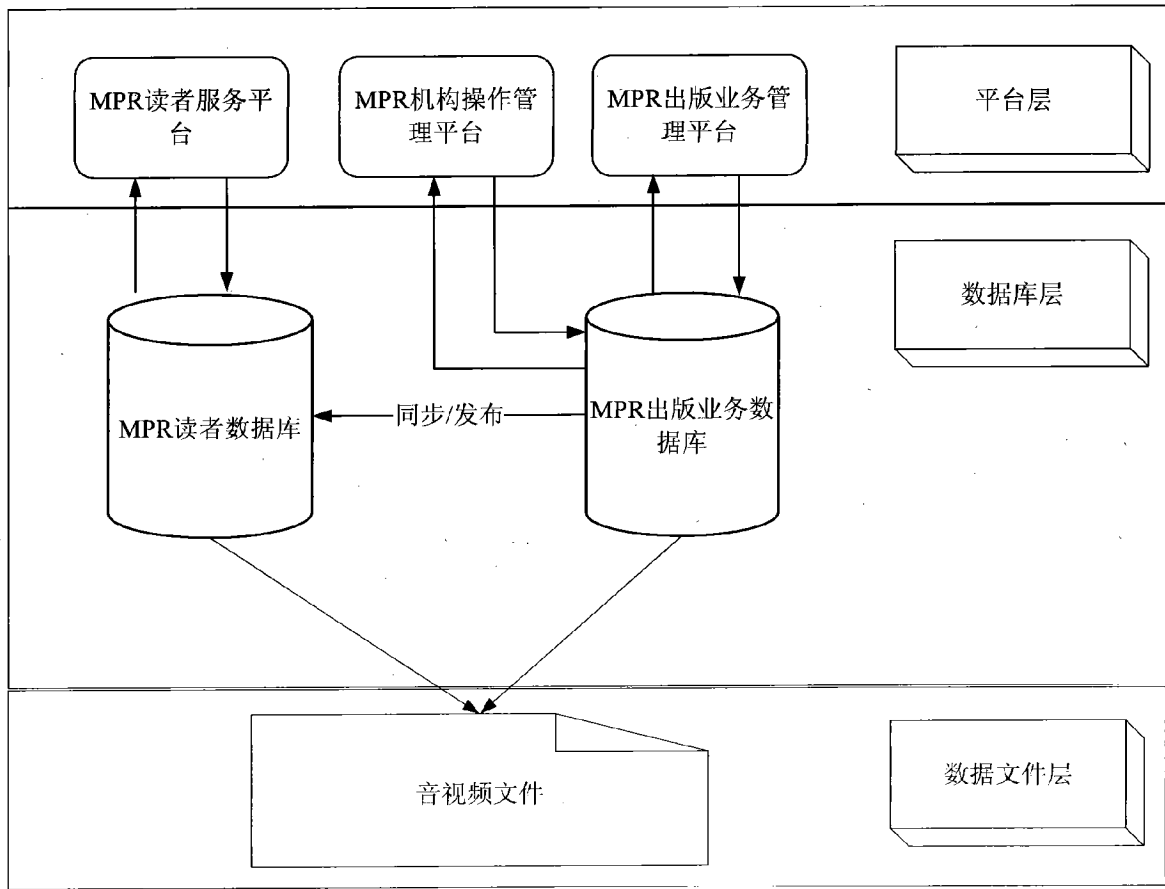 MPR读者服务平
台
MPR机构操作管
理平台
MPR出版业务管
理平台
平台层
数据库层
MPR读者数据库
同步/发布
MPR出版业务数
据库
音视频文件
数据文件层